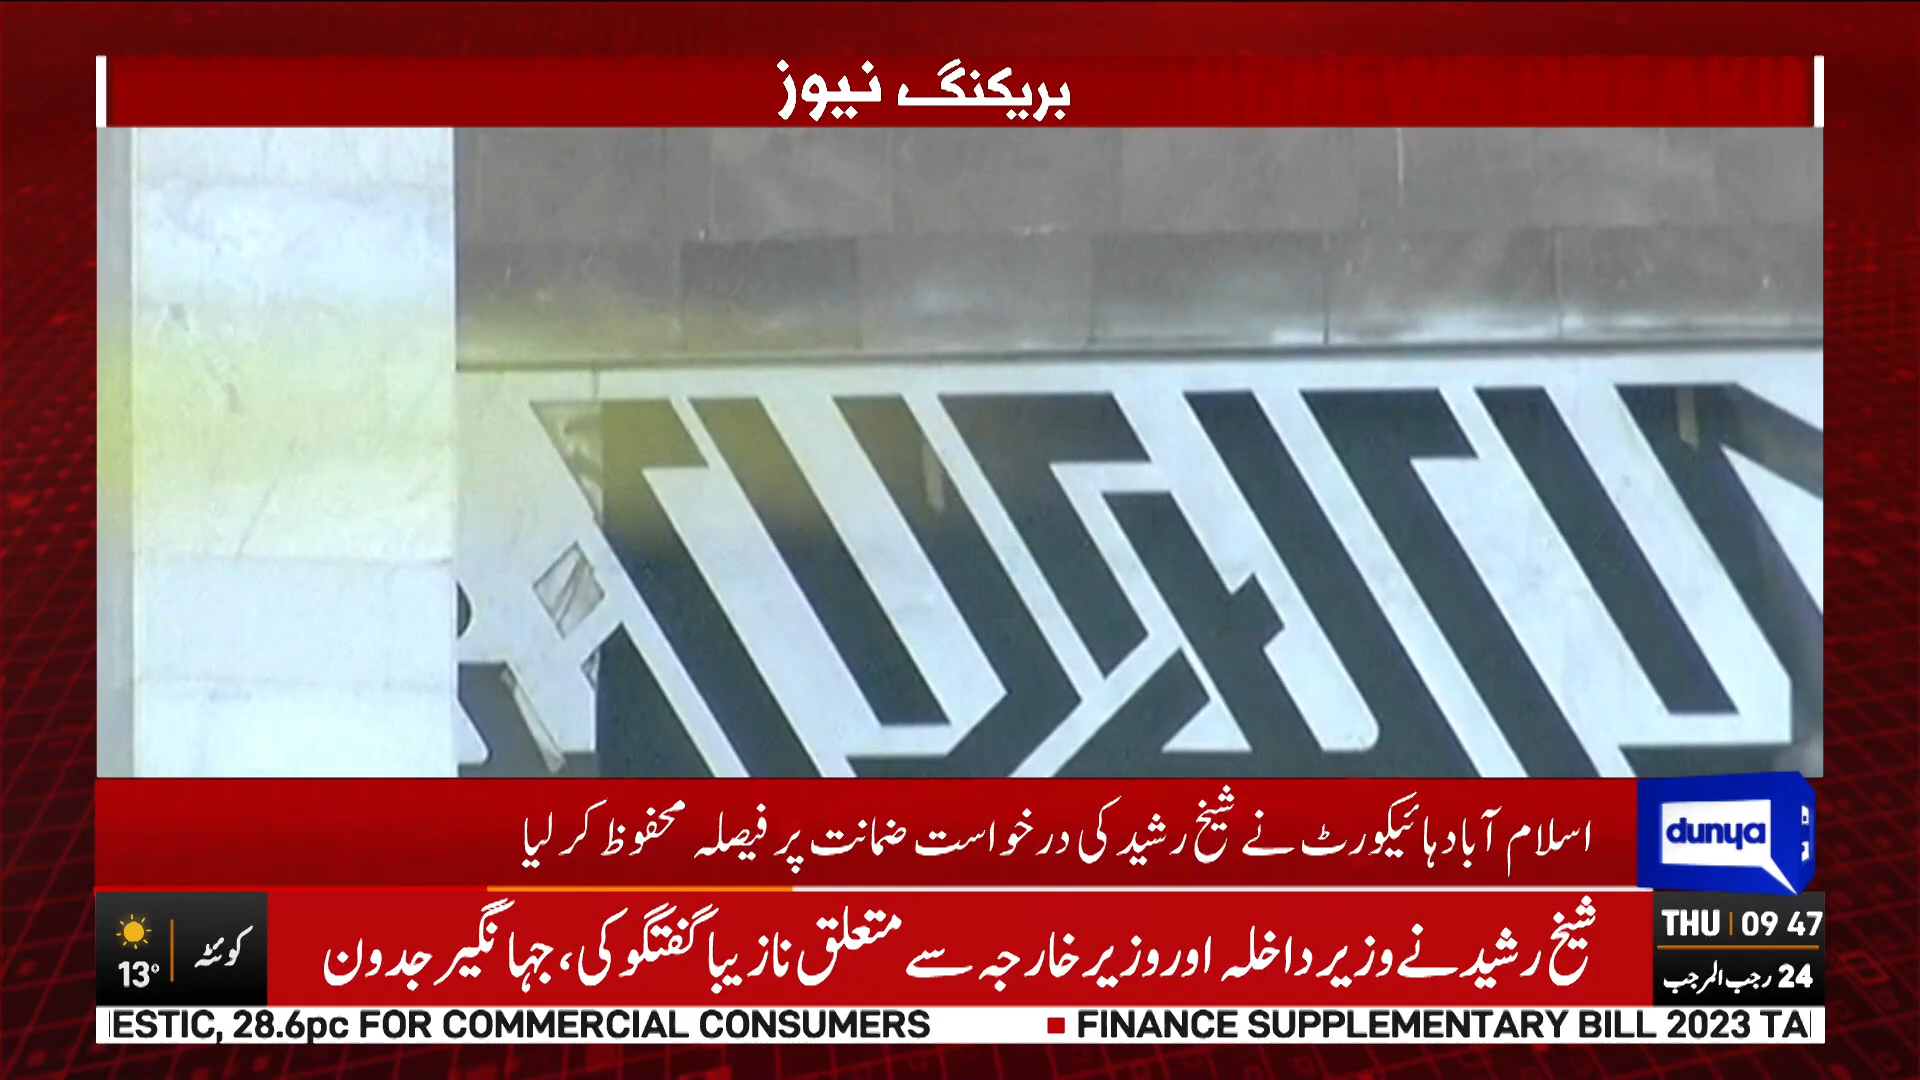 بریکنگ نیوز
اسلام آباد ہائیکورٹ نے شیخ رشید کی درخواست ضمانت پر فیصلہ محفوظ کر لیا
dunya
شیخ رشید نے وزیر داخلہ اور وزیر خارجہ سے متعلق نازیبا گفتگو کی، جہانگیر جدون
THU 09 47
24 رجب المرجب
کوئٹہ
13°
ESTIC, 28.6pc FOR COMMERCIAL CONSUMERS
FINANCE SUPPLEMENTARY BILL 2023 TA